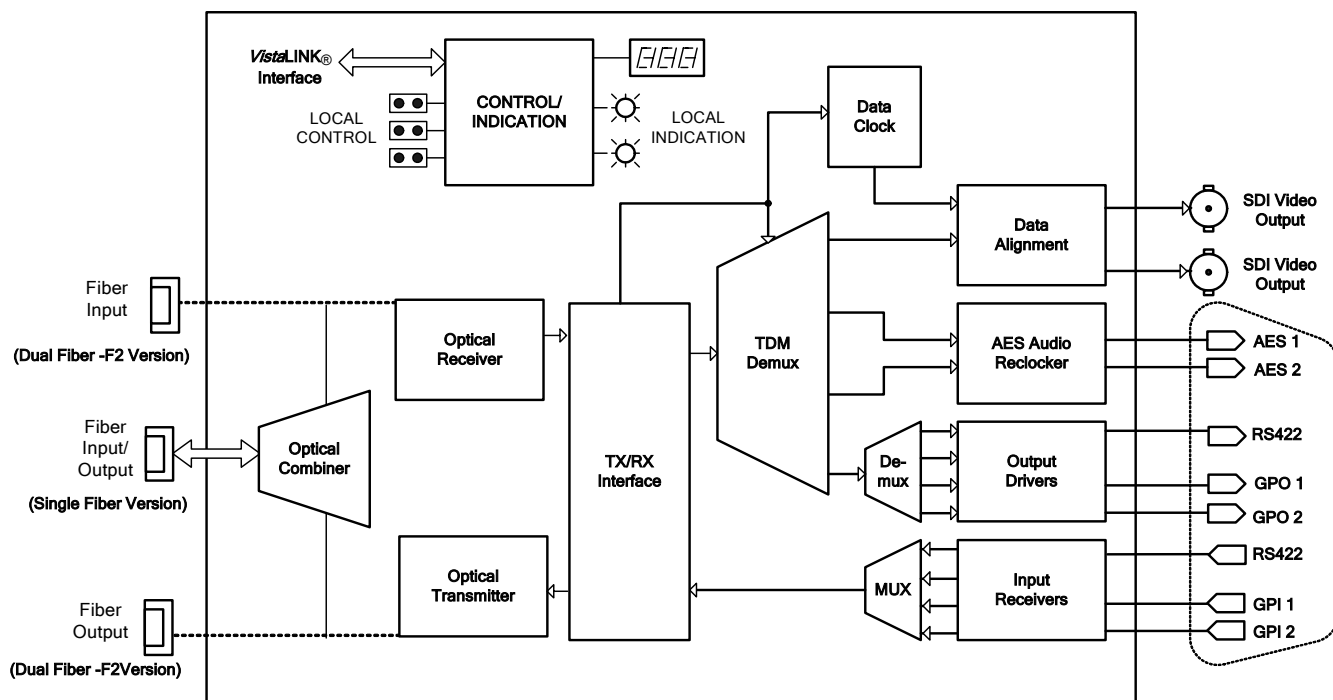 VistaLINK®
Interface
LOCAL
CONTROL
CONTROL/
INDICATION
LOCAL
INDICATION
Data
Clock
Data
Alignment
SDI Video
Output
SDI Video
Output
Fiber
Input
(Dual Fiber -F2 Version)
Optical
Receiver
TDM
Demux
AES Audio
Reclocker
AES 1
AES 2
Fiber
Input/
Output
(Single Fiber Version)
Optical
Combiner
TX/RX
Interface
De-
mux
Output
Drivers
RS422
GPO 1
GPO 2
Optical
Transmitter
MUX
Input
Receivers
RS422
GPI 1
GPI 2
Fiber
Output
(Dual Fiber -F2Version)